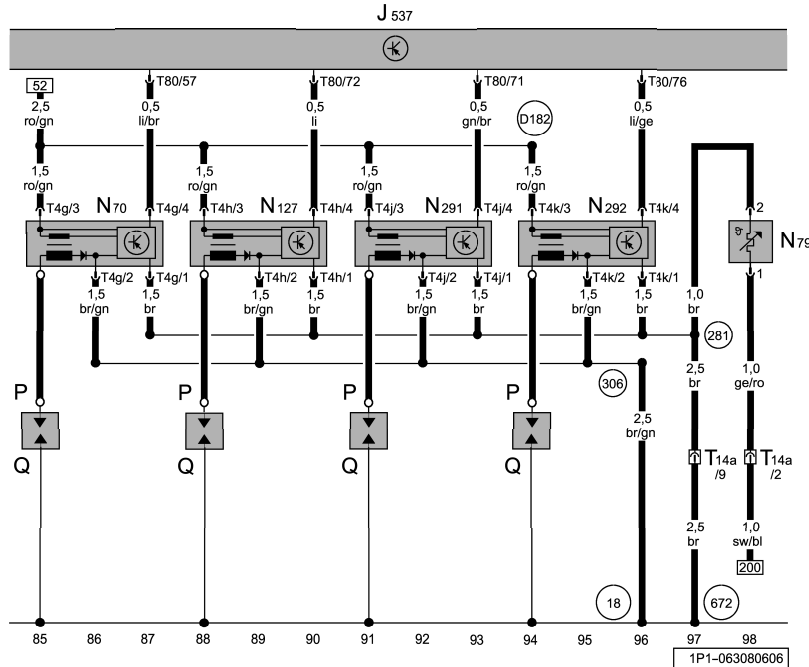 J 537
52
T80/57
T80/72
T80/71
T80/76
2,5 0,5 0,5 0,5 0,5
ro/gn li/br li gn/br li/ge
D182
1,5 1,5 1,5 1,5
ro/gn ro/gn ro/gn ro/gn
T4g/3 N70 T4g/4 T4h/3 N127 T4h/4 T4j/3 N291 T4j/4 T4k/3 N292 T4k/4
2
N79
1
T4g/2 T4g/1 T4h/2 T4h/1 T4j/2 T4j/1 T4k/2 T4k/1
1,5 1,5 1,5 1,5 1,5 1,5 1,5 1,5 1,0
br/gn br br/gn br br/gn br br/gn br br
281
306
2,5 1,0
br ge/ro
P P P P
2,5
br/gn
Q Q Q Q
T14a T14a
/9 /2
2,5 1,0
br sw/bl
200
18 672
85 86 87 88 89 90 91 92 93 94 95 96 97 98
1P1-063080606